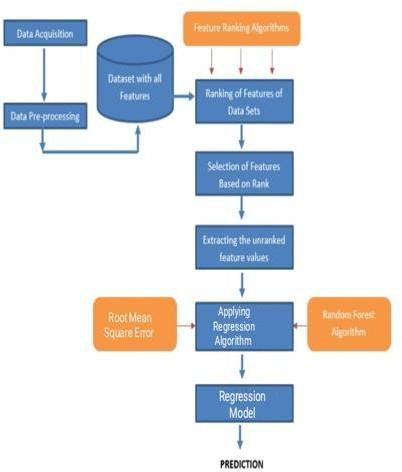 Data Acquisition
Dataset with all
Features
Feature Ranking Algorithms
Data Pre-processing
Ranking of Features of
Data Sets
Selection of Features
Based on Rank
Extracting the unranked
feature values
Root Mean
Square Error
Applying
Regression
Algorithm
Random Forest
Algorithm
Regression
Model
PREDICTION